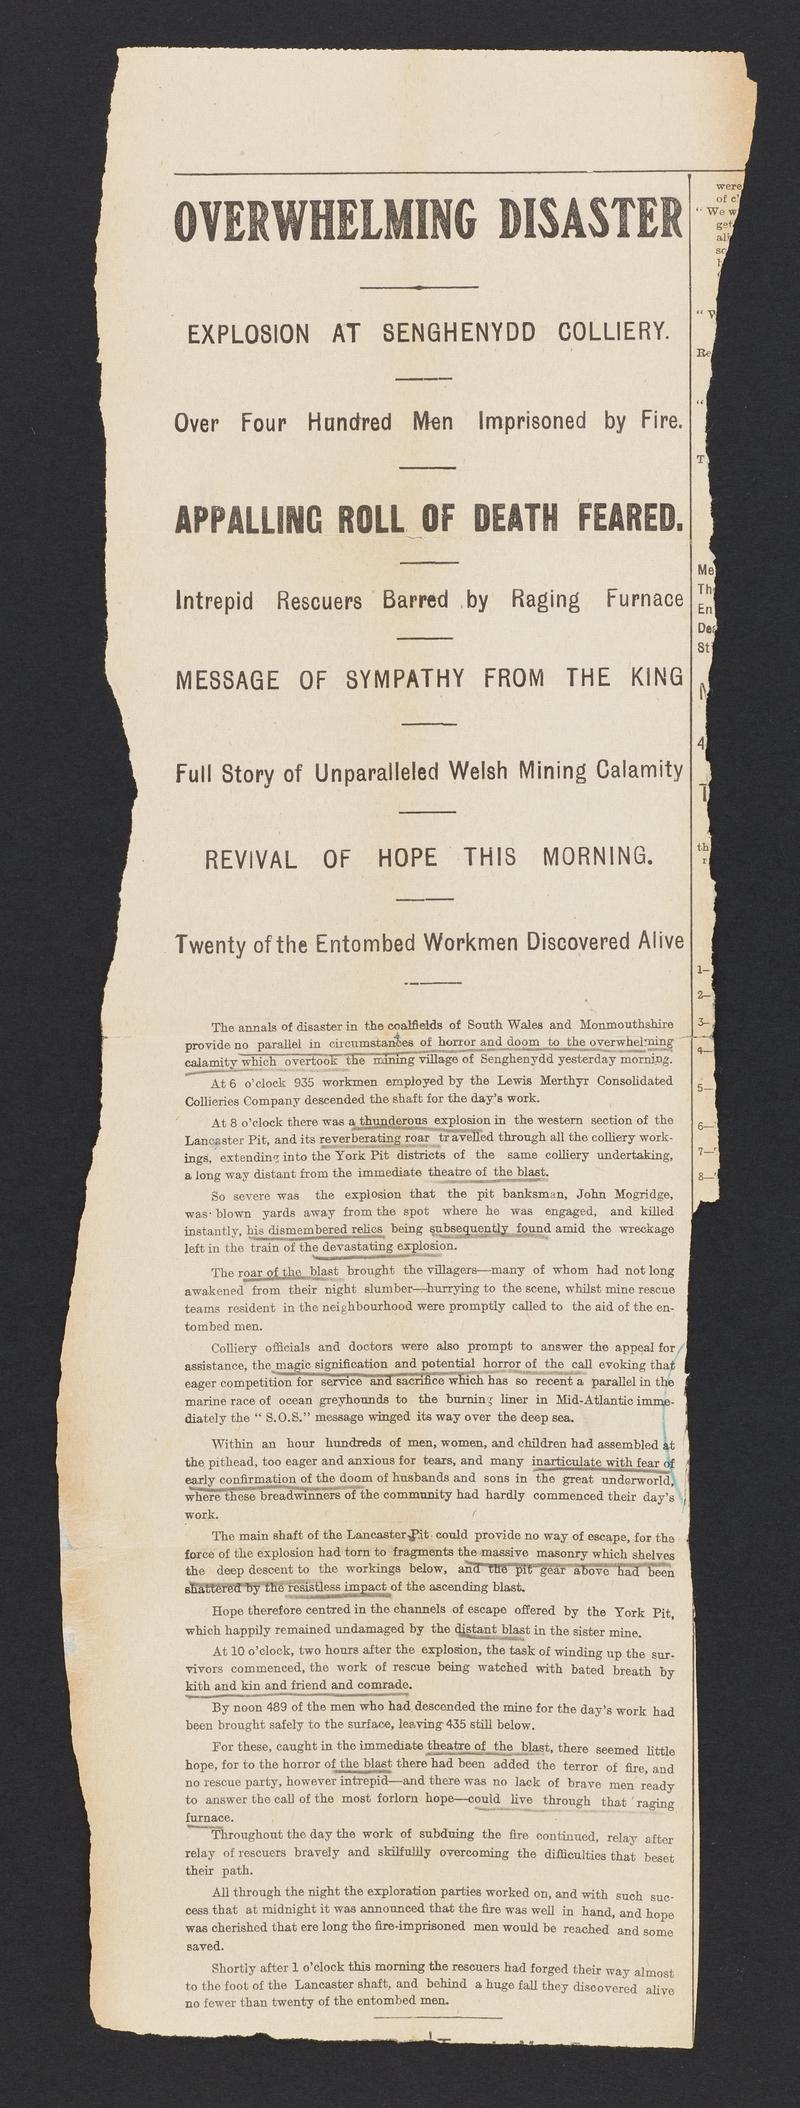 OVERWHELMING DISASTER
EXPLOSION AT SENGHENYDD COLLIERY.
Over Four Hundred Men Imprisoned by Fire.
APPALLING ROLL OF DEATH FEARED.
Intrepid Rescuers Barred by Raging Furnace
MESSAGE OF SYMPATHY FROM THE KING
Full Story of Unparalleled Welsh Mining Calamity
REVIVAL OF HOPE THIS MORNING.
Twenty of the Entombed Workmen Discovered Alive
The annals of disaster in the coalfields of South Wales and Monmouthshire
provide no parallel in circumstances of horror and doom to the overwhelming
calamity which overtook the mining village of Senghenydd yesterday morning.
At 6 o'clock 935 workmen employed by the Lewis Merthyr Consolidated
Collieries Company descended the shaft for the day's work.
At 8 o'clock there was a thunderous explosion in the western section of the
Lancaster Pit, and its reverberating roar travelled through all the colliery work-
ings, extending into the York Pit districts of the same colliery undertaking,
a long way distant from the immediate theatre of the blast.
So severe was the explosion that the pit banksman, John Mogridge,
was blown yards away from the spot where he was engaged, and killed
instantly, his dismembered relics being subsequently found amid the wreckage
left in the train of the devastating explosion.
The roar of the blast brought the villagers—many of whom had not long
awakened from their night slumber—hurrying to the scene, whilst mine rescue
teams resident in the neighbourhood were promptly called to the aid of the en-
tombed men.
Colliery officials and doctors were also prompt to answer the appeal for
assistance, the magic signification and potential horror of the call evoking that
eager competition for service and sacrifice which has so recent a parallel in the
marine race of ocean greyhounds to the burning liner in Mid-Atlantic imme-
diately the " S.O.S." message winged its way over the deep sea.
Within an hour hundreds of men, women, and children had assembled at
the pithead, too eager and anxious for tears, and many inarticulate with fear of
early confirmation of the doom of husbands and sons in the great underworld,
where these breadwinners of the community had hardly commenced their day's
work.
The main shaft of the Lancaster Pit could provide no way of escape, for the
force of the explosion had torn to fragments the massive masonry which shelves
the deep descent to the workings below, and the pit gear above had been
shattered by the resistless impact of the ascending blast.
Hope therefore centred in the channels of escape offered by the York Pit,
which happily remained undamaged by the distant blast in the sister mine.
At 10 o'clock, two hours after the explosion, the task of winding up the sur-
vivors commenced, the work of rescue being watched with bated breath by
kith and kin and friend and comrade.
By noon 489 of the men who had descended the mine for the day's work had
been brought safely to the surface, leaving 435 still below.
For these, caught in the immediate theatre of the blast, there seemed little
hope, for to the horror of the blast there had been added the terror of fire, and
no rescue party, however intrepid—and there was no lack of brave men ready
to answer the call of the most forlorn hope—could live through that raging
furnace.
Throughout the day the work of subduing the fire continued, relay after
relay of rescuers bravely and skilfullly overcoming the difficulties that beset
their path.
All through the night the exploration parties worked on, and with such suc-
cess that at midnight it was announced that the fire was well in hand, and hope
was cherished that ere long the fire-imprisoned men would be reached and some
saved.
Shortly after 1 o'clock this morning the rescuers had forged their way almost
to the foot of the Lancaster shaft, and behind a huge fall they discovered alive
no fewer than twenty of the entombed men.
were
of
" We
1—
2—
3—
4—
5—
6—
7—
8—